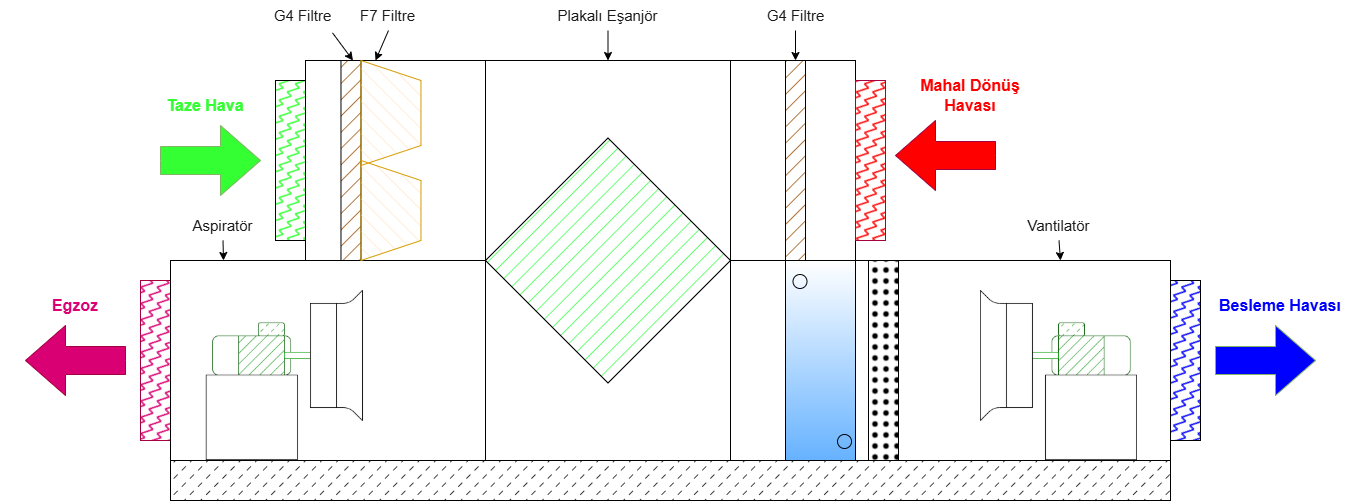 G4 Filtre
F7 Filtre
Plakalı Eşanjör
G4 Filtre
Taze Hava
Mahal Dönüş
Havası
Aspiratör
Vantilatör
Egzoz
Besleme Havası